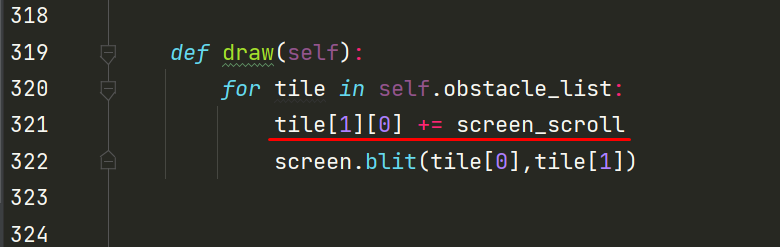 318
319 def draw(self):
320 for tile in self.obstacle_list:
321 tile[1][0] += screen_scroll
322 screen.blit(tile[0],tile[1])
323
324